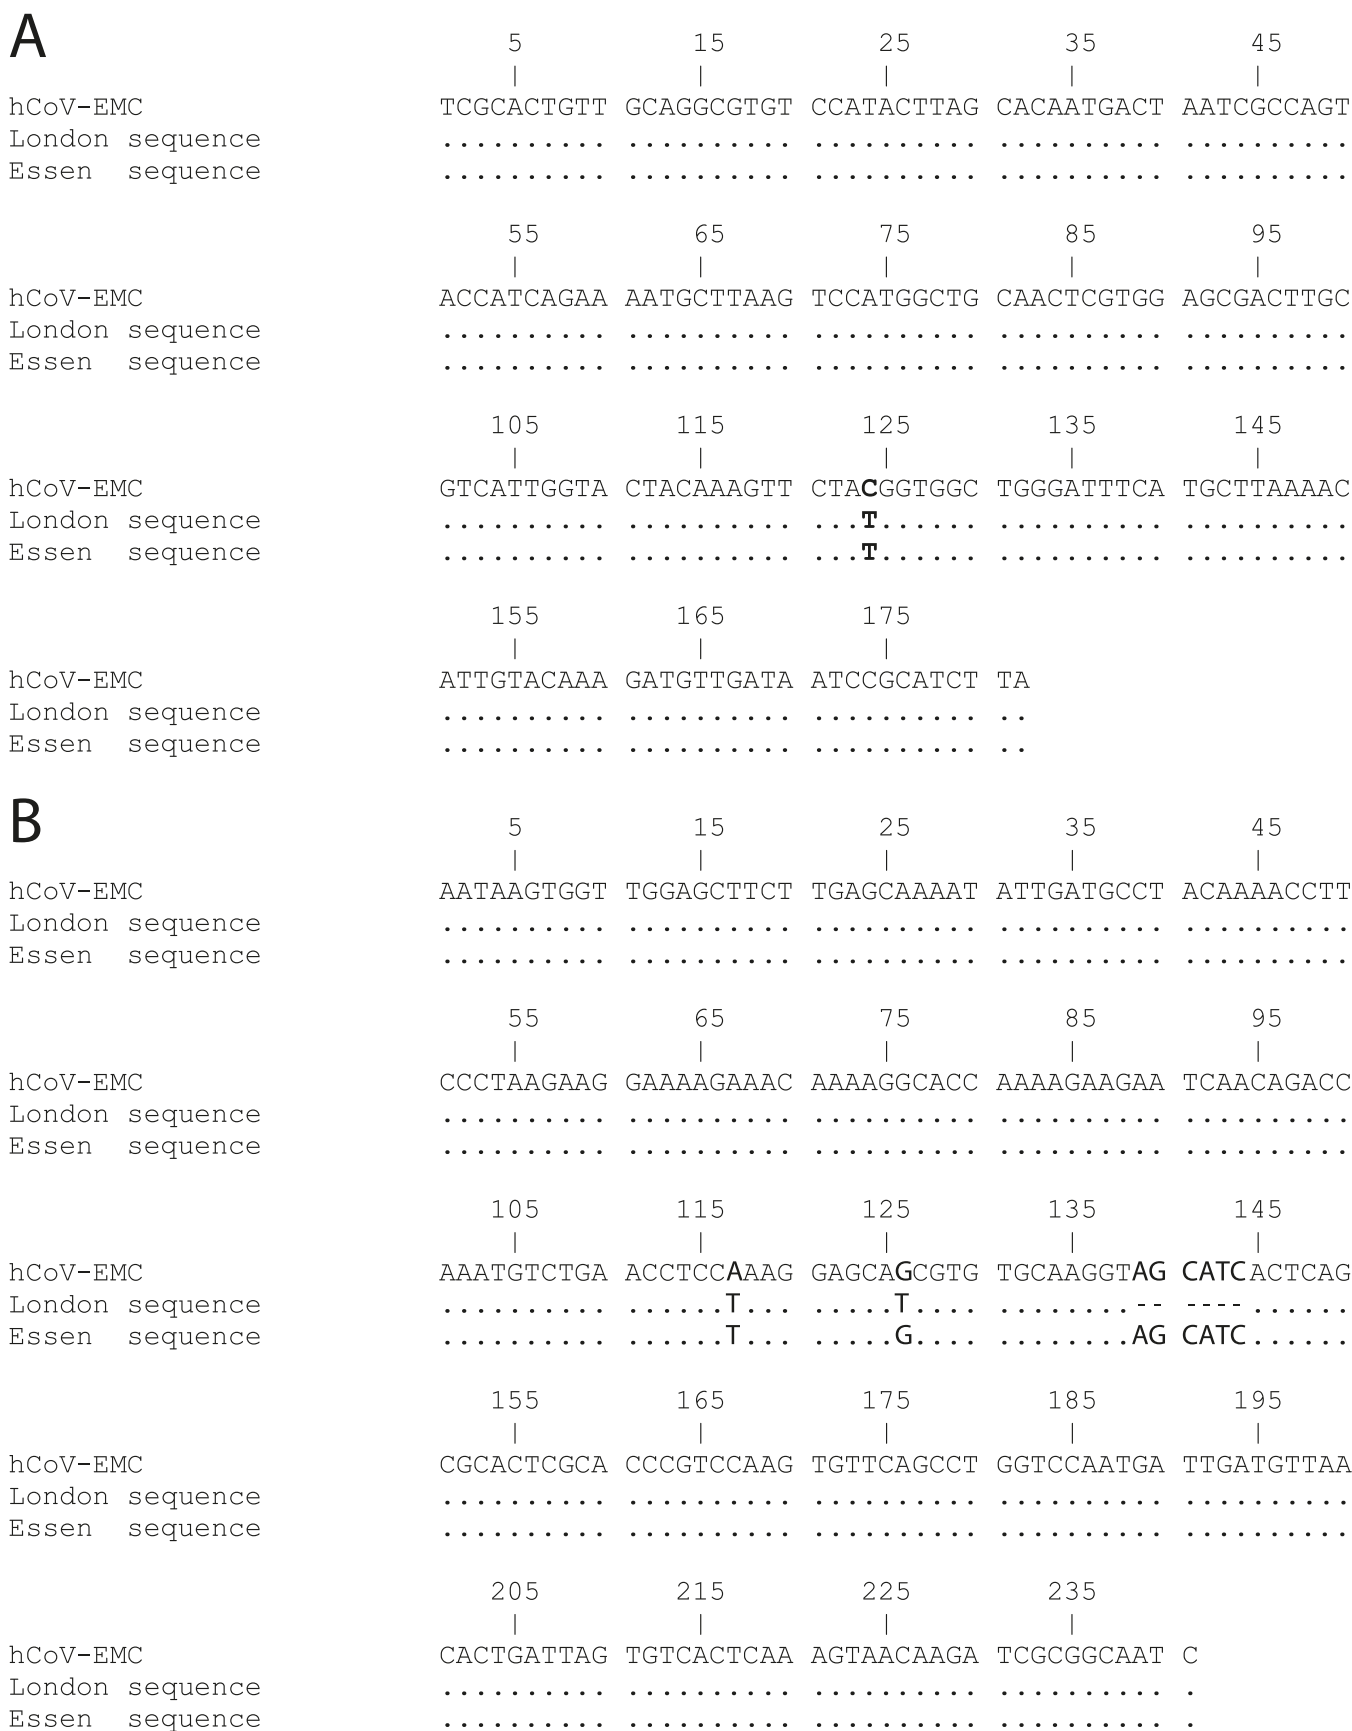 A
5 15 25 35 45
| | | | |
hCoV-EMC TCGCACTGTT GCAGGCGTGT CCATACTTAG CACAATGACT AATCGCCAGT
London sequence .......... .......... .......... .......... ..........
Essen sequence .......... .......... .......... .......... ..........
55 65 75 85 95
| | | | |
hCoV-EMC ACCATCAGAA AATGCTTAAG TCCATGGCTG CAACTCGTGG AGCGACTTGC
London sequence .......... .......... .......... .......... ..........
Essen sequence .......... .......... .......... .......... ..........
105 115 125 135 145
| | | | |
hCoV-EMC GTCATTGGTA CTACAAAGTT CTACGGTGGC TGGGATTTCA TGCTTAAAAC
London sequence .......... .......... ...T...... .......... ..........
Essen sequence .......... .......... ...T...... .......... ..........
155 165 175
| | |
hCoV-EMC ATTGTACAAA GATGTTGATA ATCCGCATCT TA
London sequence .......... .......... .......... ..
Essen sequence .......... .......... .......... ..
B
5 15 25 35 45
| | | | |
hCoV-EMC AATAAGTGGT TGGAGCTTCT TGAGCAAAAT ATTGATGCCT ACAAAACCTT
London sequence .......... .......... .......... .......... ..........
Essen sequence .......... .......... .......... .......... ..........
55 65 75 85 95
| | | | |
hCoV-EMC CCCTAAGAAG GAAAAGAAAC AAAAGGCACC AAAAGAAGAA TCAACAGACC
London sequence .......... .......... .......... .......... ..........
Essen sequence .......... .......... .......... .......... ..........
105 115 125 135 145
| | | | |
hCoV-EMC AAATGTCTGA ACCTCCAAAG GAGCAGCGTG TGCAAGGTAG CATCACTCAG
London sequence .......... ......T... .....T.... ........-- ----......
Essen sequence .......... ......T... .....G.... ........AG CATC......
155 165 175 185 195
| | | | |
hCoV-EMC CGCACTCGCA CCCGTCCAAG TGTTCAGCCT GGTCCAATGA TTGATGTTAA
London sequence .......... .......... .......... .......... ..........
Essen sequence .......... .......... .......... .......... ..........
205 215 225 235
| | | |
hCoV-EMC CACTGATTAG TGTCACTCAA AGTAACAAGA TCGCGGCAAT C
London sequence .......... .......... .......... .......... .
Essen sequence .......... .......... .......... .......... .